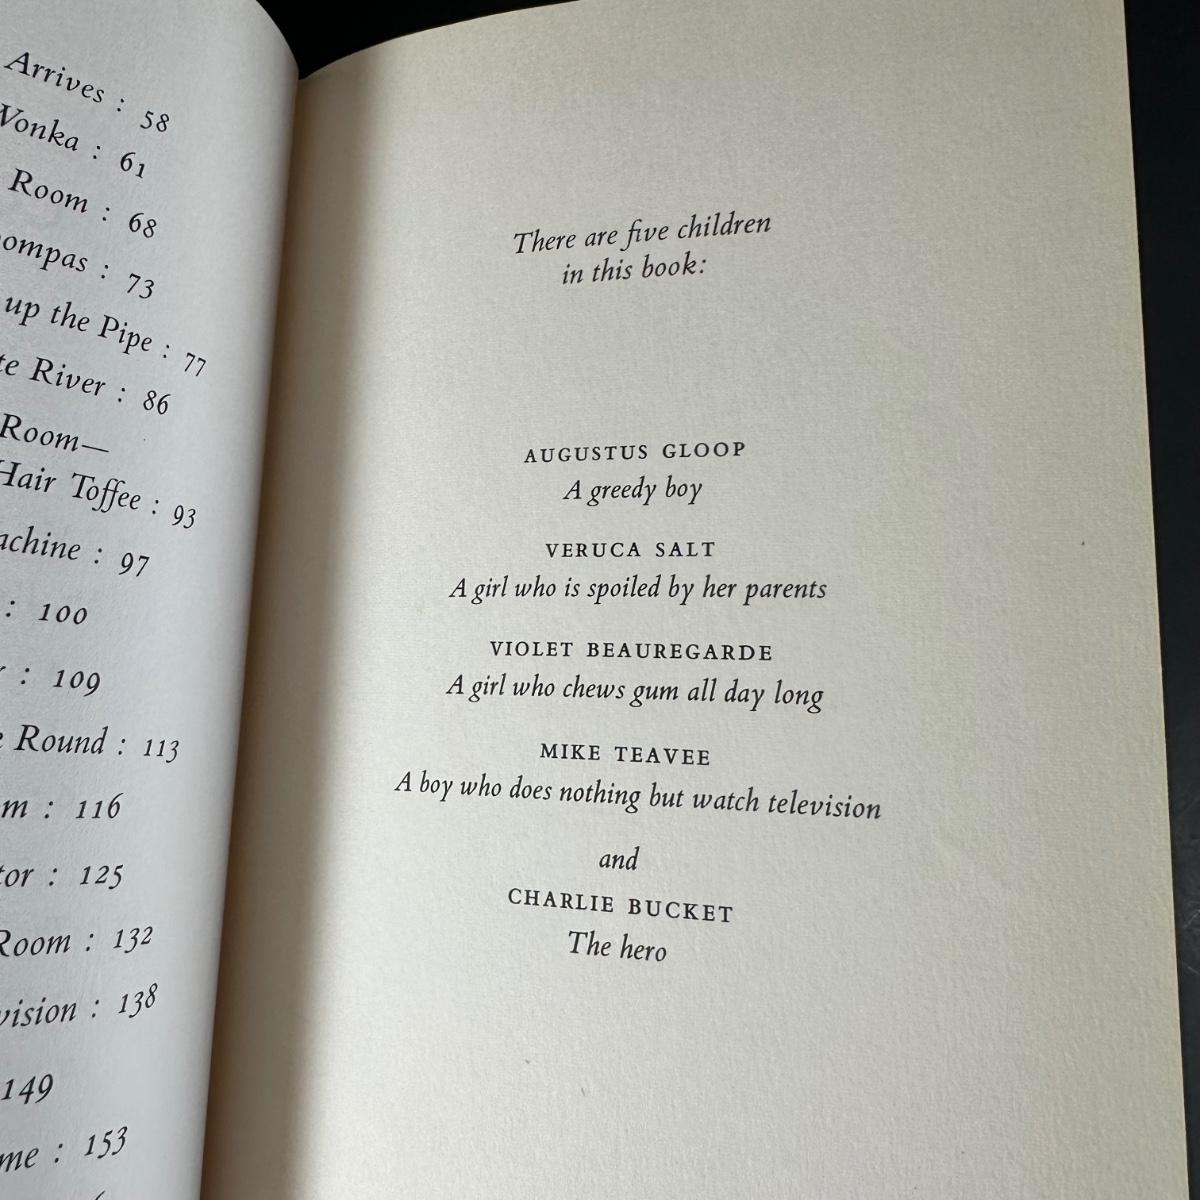 Arrives : 58
Wonka : 61
Room : 68
ompas : 73
up the Pipe : 77
te River : 86
Room—
Hair Toffee : 93
achine : 97
: 100
: 109
Round : 113
m : 116
tor : 125
Room : 132
vision : 138
149
me : 153
There are five children
in this book:
AUGUSTUS GLOOP
A greedy boy
VERUCA SALT
A girl who is spoiled by her parents
VIOLET BEAUREGARDE
A girl who chews gum all day long
MIKE TEAVEE
A boy who does nothing but watch television
and
CHARLIE BUCKET
The hero